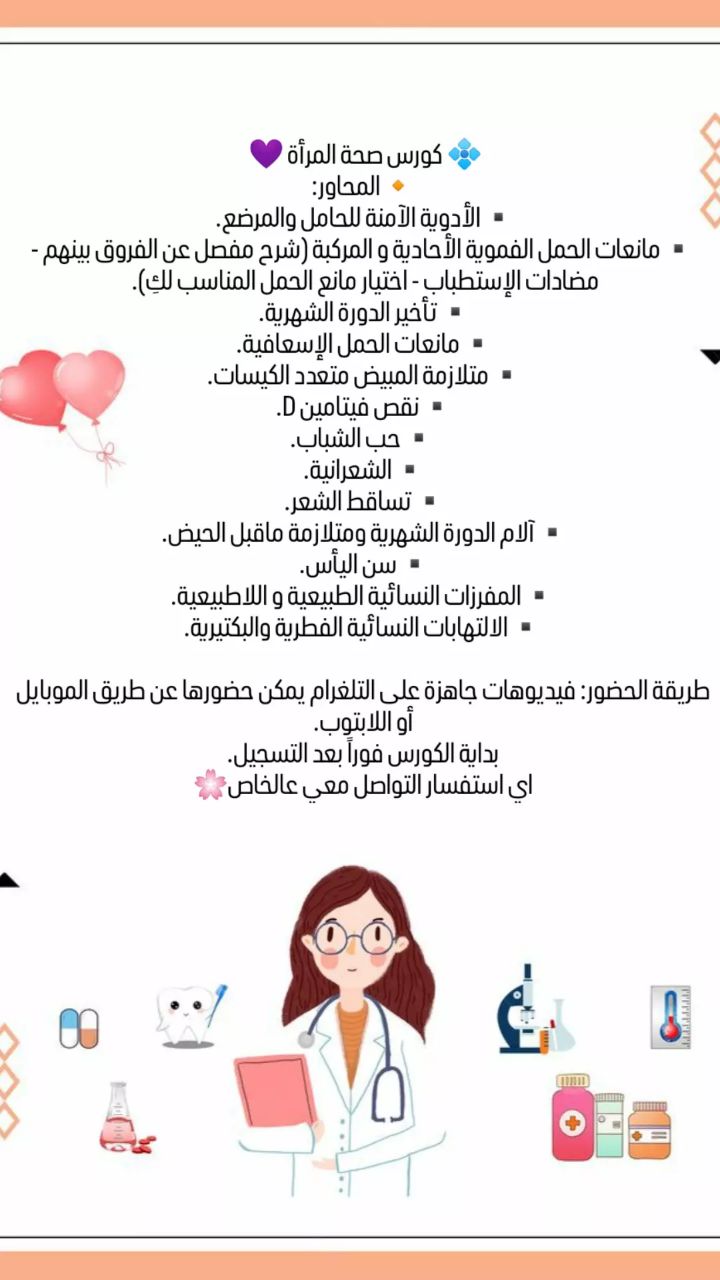 💠 كورس صحة المرأة 💜
🔸 المحاور:
▪️ الأدوية الآمنة للحامل والمرضع.
▪️ مانعات الحمل الفموية الأحادية و المركبة (شرح مفصل عن الفروق بينهم -
مضادات الإستطباب - اختيار مانع الحمل المناسب لكِ).
▪️ تأخير الدورة الشهرية.
▪️ مانعات الحمل الإسعافية.
▪️ متلازمة المبيض متعدد الكيسات.
▪️ نقص فيتامين D.
▪️ حب الشباب.
▪️ الشعرانية.
▪️ تساقط الشعر.
▪️ آلام الدورة الشهرية ومتلازمة ماقبل الحيض.
▪️ سن اليأس.
▪️ المفرزات النسائية الطبيعية و اللاطبيعية.
▪️ الالتهابات النسائية الفطرية والبكتيرية.
طريقة الحضور: فيديوهات جاهزة على التلغرام يمكن حضورها عن طريق الموبايل
أو اللابتوب.
بداية الكورس فوراً بعد التسجيل.
اي استفسار التواصل معي عالخاص🌸